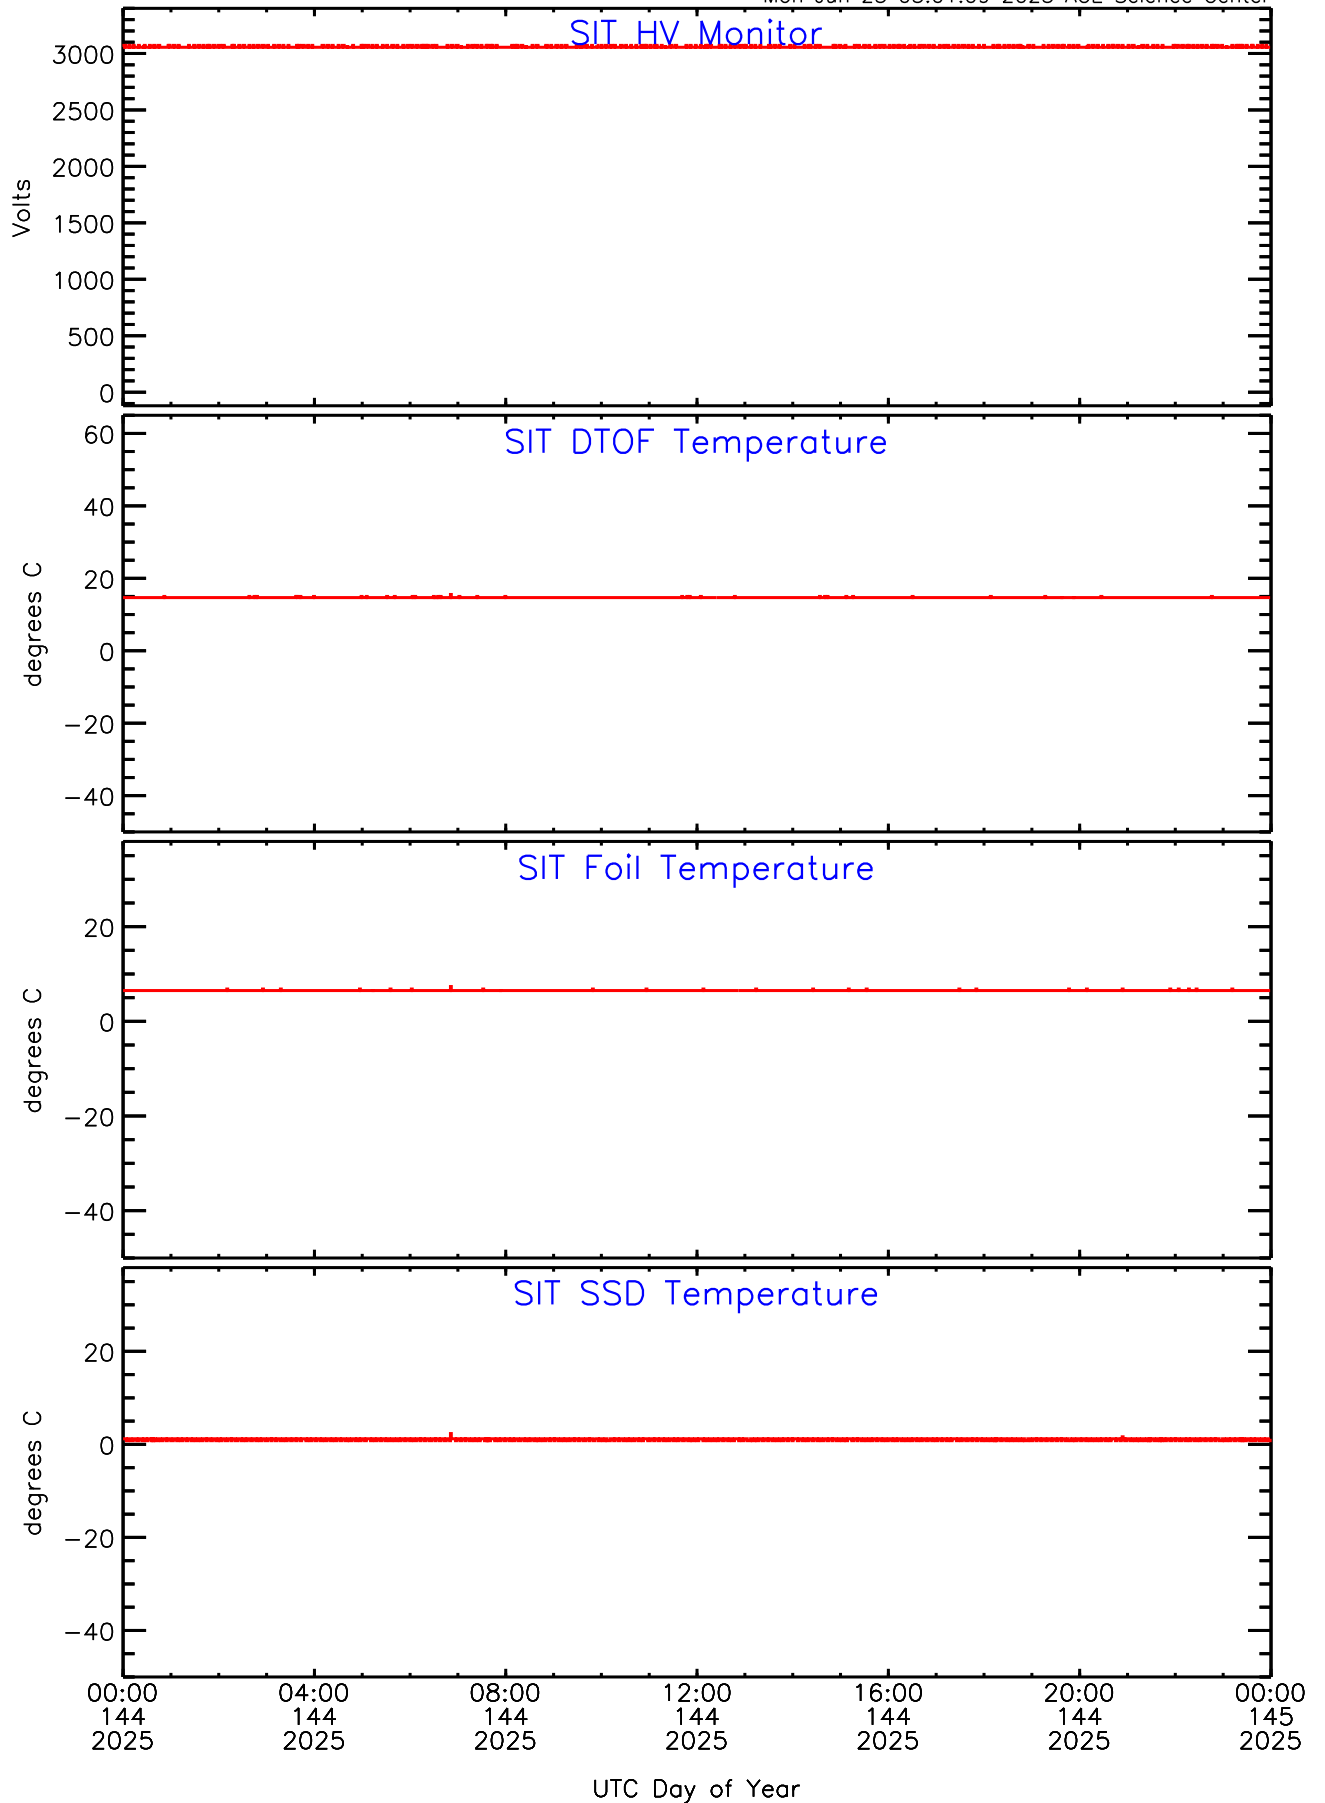 SIT HV Monitor
3000
2500
2000
1500
1000
500
0
Volts
SIT DTOF Temperature
60
40
20
0
−20
−40
degrees C
SIT Foil Temperature
20
0
−20
−40
degrees C
SIT SSD Temperature
20
0
−20
−40
degrees C
00:00 04:00 08:00 12:00 16:00 20:00 00:00
144 144 144 144 144 144 145
2025 2025 2025 2025 2025 2025 2025
UTC Day of Year